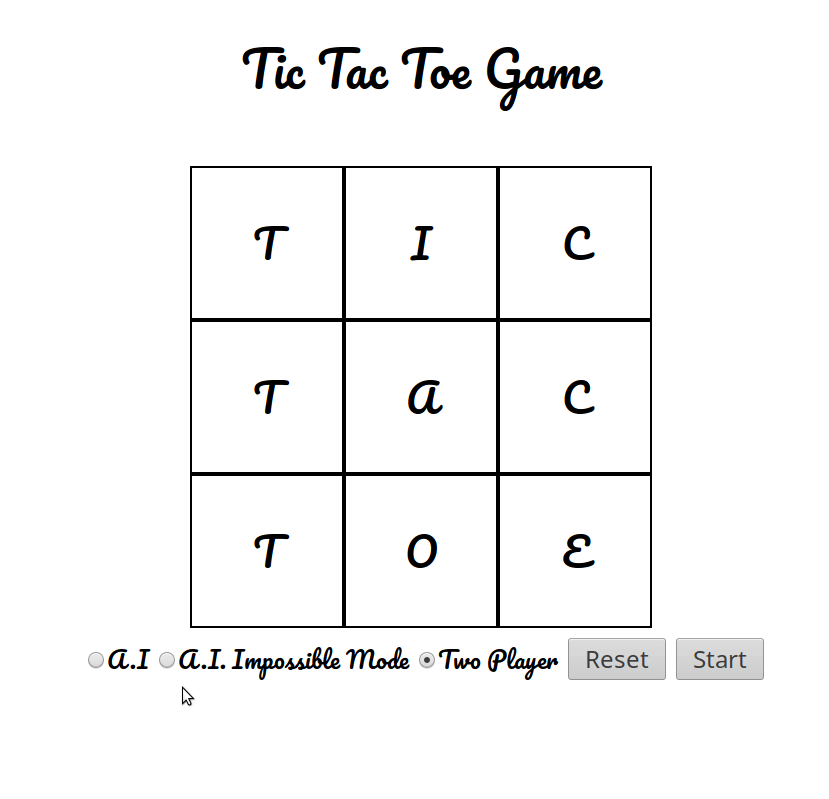 Tic Tac Toe Game
T I C
T A C
T O E
A.I A.I. Impossible Mode Two Player Reset Start